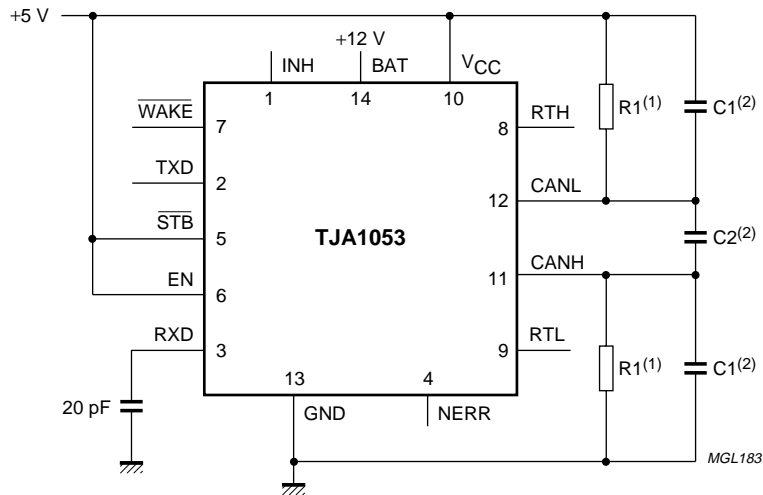 +5 V
+12 V
INH
BAT
VCC
1
14
10
WAKE
7
8
RTH
R1(1)
C1(2)
TXD
2
12
CANL
STB
5
TJA1053
C2(2)
EN
6
11
CANH
RXD
3
9
RTL
R1(1)
C1(2)
20 pF
13
4
GND
NERR
MGL183